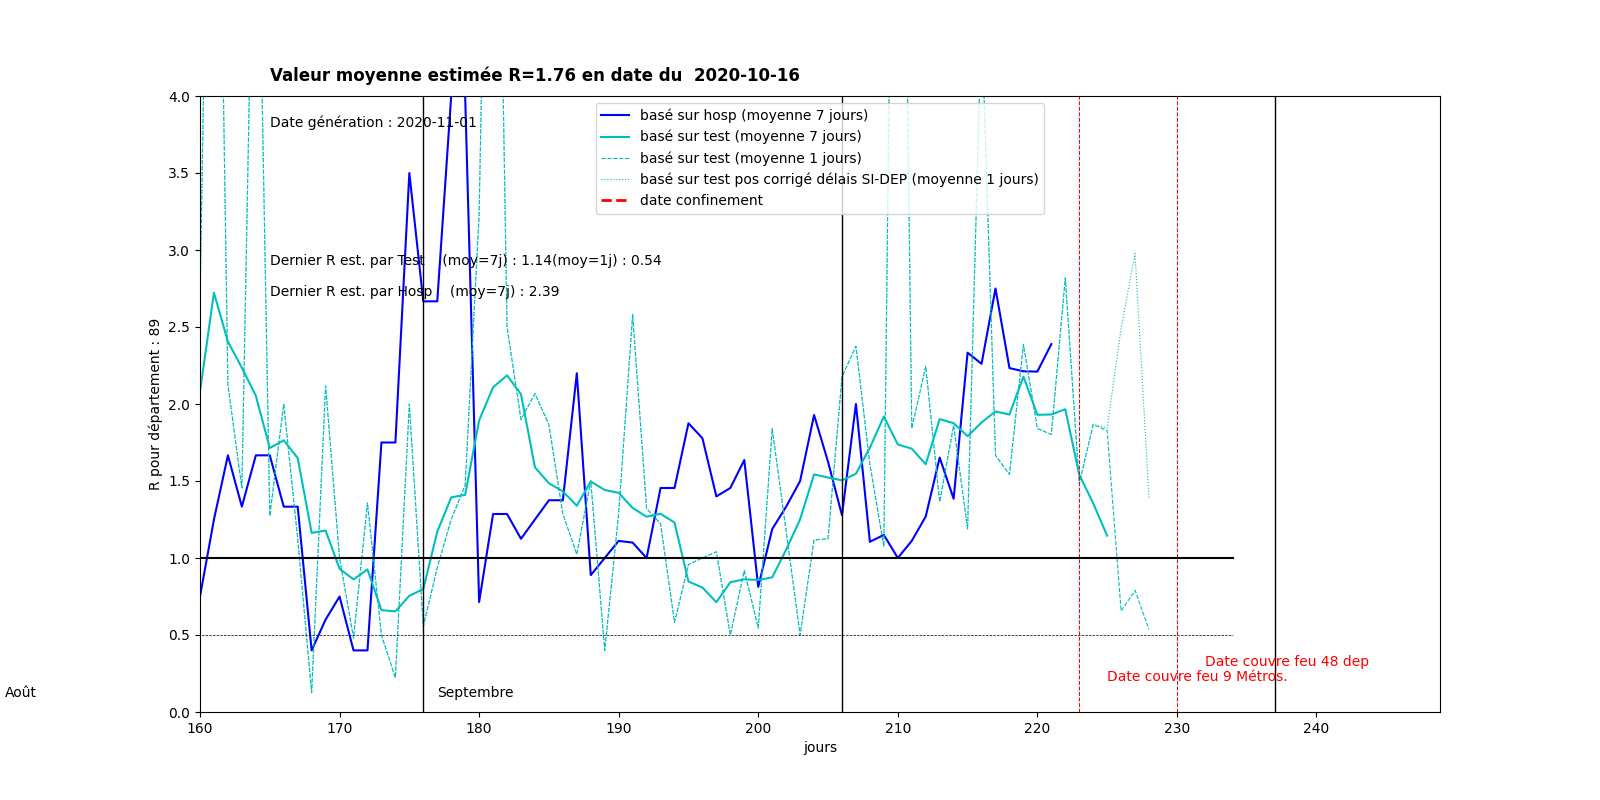 Valeur moyenne estimée R=1.76 en date du  2020-10-16
4.0
Date génération : 2020-11-01
basé sur hosp (moyenne 7 jours)
basé sur test (moyenne 7 jours)
basé sur test (moyenne 1 jours)
basé sur test pos corrigé délais SI-DEP (moyenne 1 jours)
date confinement
3.5
3.0
Dernier R est. par Test    (moy=7j) : 1.14(moy=1j) : 0.54
Dernier R est. par Hosp    (moy=7j) : 2.39
2.5
2.0
1.5
1.0
0.5
0.0
R pour département : 89
Date couvre feu 48 dep
Date couvre feu 9 Métros.
Août
Septembre
160 170 180 190 200 210 220 230 240
jours